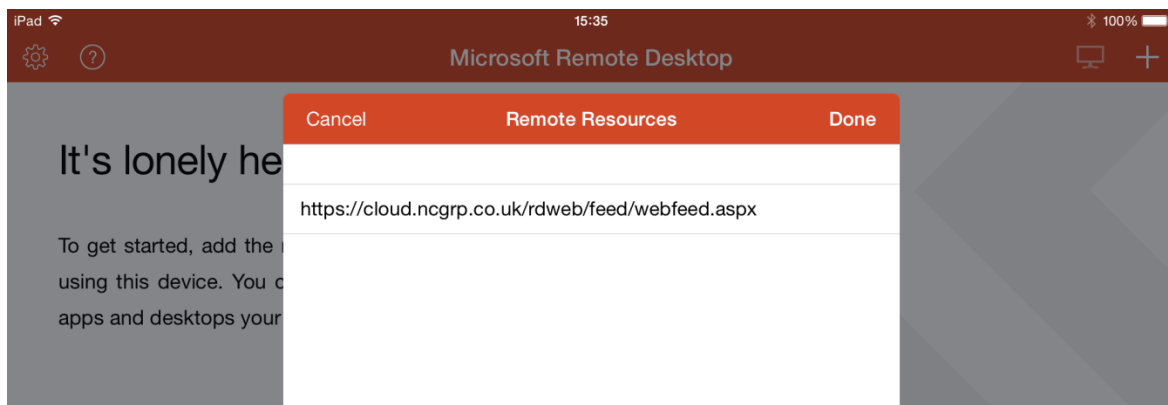 iPad 15:35 100%
Microsoft Remote Desktop
Cancel Remote Resources Done
It's lonely he
https://cloud.ncgrp.co.uk/rdweb/feed/webfeed.aspx
To get started, add the
using this device. You
apps and desktops your